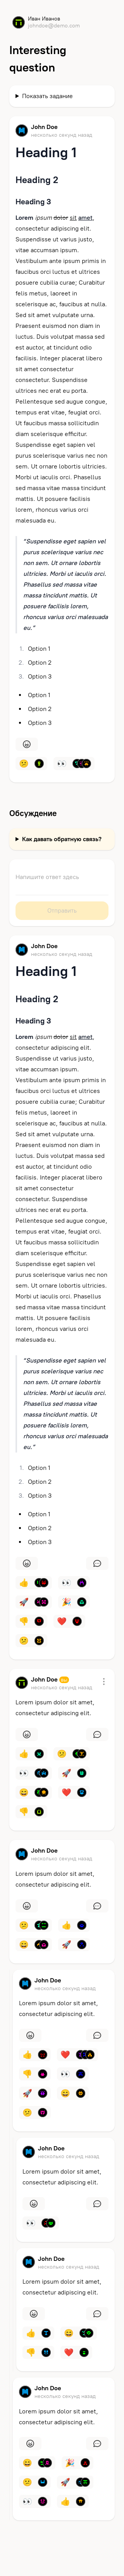 Иван Иванов
johndoe@demo.com
Interesting
question
Показать задание
John Doe
несколько секунд назад
Heading 1
Heading 2
Heading 3
Lorem ipsum dolor sit amet,
consectetur adipiscing elit.
Suspendisse ut varius justo,
vitae accumsan ipsum.
Vestibulum ante ipsum primis in
faucibus orci luctus et ultrices
posuere cubilia curae; Curabitur
felis metus, laoreet in
scelerisque ac, faucibus at nulla.
Sed sit amet vulputate urna.
Praesent euismod non diam in
luctus. Duis volutpat massa sed
est auctor, at tincidunt odio
facilisis. Integer placerat libero
sit amet consectetur
consectetur. Suspendisse
ultrices nec erat eu porta.
Pellentesque sed augue congue,
tempus erat vitae, feugiat orci.
Ut faucibus massa sollicitudin
diam scelerisque efficitur.
Suspendisse eget sapien vel
purus scelerisque varius nec non
sem. Ut ornare lobortis ultricies.
Morbi ut iaculis orci. Phasellus
sed massa vitae massa tincidunt
mattis. Ut posuere facilisis
lorem, rhoncus varius orci
malesuada eu.
"Suspendisse eget sapien vel
purus scelerisque varius nec
non sem. Ut ornare lobortis
ultricies. Morbi ut iaculis orci.
Phasellus sed massa vitae
massa tincidunt mattis. Ut
posuere facilisis lorem,
rhoncus varius orci malesuada
eu."
1. Option 1
2. Option 2
3. Option 3
• Option 1
• Option 2
• Option 3
Обсуждение
Как давать обратную связь?
Напишите ответ здесь
Отправить
John Doe
несколько секунд назад
Heading 1
Heading 2
Heading 3
Lorem ipsum dolor sit amet,
consectetur adipiscing elit.
Suspendisse ut varius justo,
vitae accumsan ipsum.
Vestibulum ante ipsum primis in
faucibus orci luctus et ultrices
posuere cubilia curae; Curabitur
felis metus, laoreet in
scelerisque ac, faucibus at nulla.
Sed sit amet vulputate urna.
Praesent euismod non diam in
luctus. Duis volutpat massa sed
est auctor, at tincidunt odio
facilisis. Integer placerat libero
sit amet consectetur
consectetur. Suspendisse
ultrices nec erat eu porta.
Pellentesque sed augue congue,
tempus erat vitae, feugiat orci.
Ut faucibus massa sollicitudin
diam scelerisque efficitur.
Suspendisse eget sapien vel
purus scelerisque varius nec non
sem. Ut ornare lobortis ultricies.
Morbi ut iaculis orci. Phasellus
sed massa vitae massa tincidunt
mattis. Ut posuere facilisis
lorem, rhoncus varius orci
malesuada eu.
"Suspendisse eget sapien vel
purus scelerisque varius nec
non sem. Ut ornare lobortis
ultricies. Morbi ut iaculis orci.
Phasellus sed massa vitae
massa tincidunt mattis. Ut
posuere facilisis lorem,
rhoncus varius orci malesuada
eu."
1. Option 1
2. Option 2
3. Option 3
• Option 1
• Option 2
• Option 3
John Doe
несколько секунд назад
Lorem ipsum dolor sit amet,
consectetur adipiscing elit.
John Doe
несколько секунд назад
Lorem ipsum dolor sit amet,
consectetur adipiscing elit.
John Doe
несколько секунд назад
Lorem ipsum dolor sit amet,
consectetur adipiscing elit.
John Doe
несколько секунд назад
Lorem ipsum dolor sit amet,
consectetur adipiscing elit.
John Doe
несколько секунд назад
Lorem ipsum dolor sit amet,
consectetur adipiscing elit.
John Doe
несколько секунд назад
Lorem ipsum dolor sit amet,
consectetur adipiscing elit.